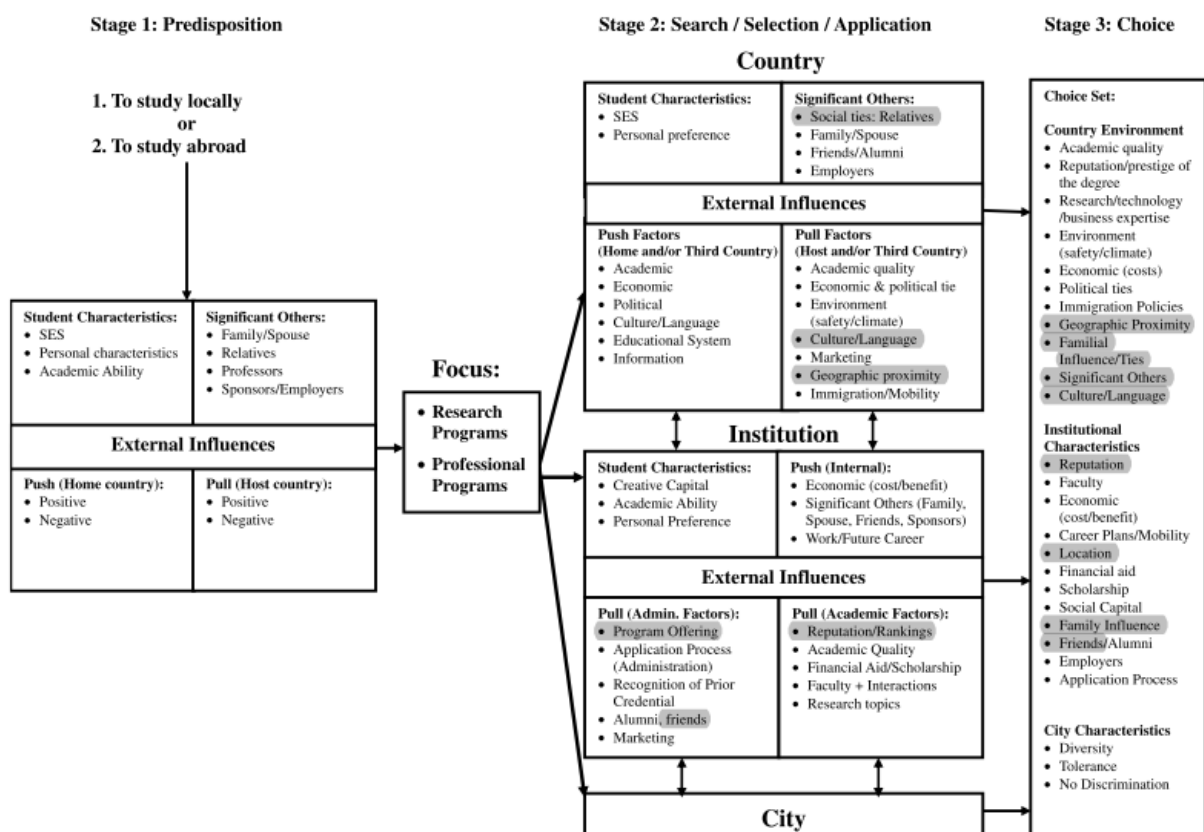 Stage 1: Predisposition
Stage 2: Search / Selection / Application
Stage 3: Choice
1. To study locally
or
2. To study abroad
Student Characteristics:
• SES
• Personal characteristics
• Academic Ability
Significant Others:
• Family/Spouse
• Relatives
• Professors
• Sponsors/Employers
External Influences
Push (Home country):
• Positive
• Negative
Pull (Host country):
• Positive
• Negative
Focus:
• Research
Programs
• Professional
Programs
Country
Student Characteristics:
• SES
• Personal preference
Significant Others:
• Social ties: Relatives
• Family/Spouse
• Friends/Alumni
• Employers
External Influences
Push Factors
(Home and/or Third Country)
• Academic
• Economic
• Political
• Culture/Language
• Educational System
• Information
Pull Factors
(Host and/or Third Country)
• Academic quality
• Economic & political tie
• Environment
(safety/climate)
• Culture/Language
• Marketing
• Geographic proximity
• Immigration/Mobility
Institution
Student Characteristics:
• Creative Capital
• Academic Ability
• Personal Preference
Push (Internal):
• Economic (cost/benefit)
• Significant Others (Family,
Spouse, Friends, Sponsors)
• Work/Future Career
External Influences
Pull (Admin. Factors):
• Program Offering
• Application Process
(Administration)
• Recognition of Prior
Credential
• Alumni, friends
• Marketing
Pull (Academic Factors):
• Reputation/Rankings
• Academic Quality
• Financial Aid/Scholarship
• Faculty + Interactions
• Research topics
City
Choice Set:
Country Environment
• Academic quality
• Reputation/prestige of
the degree
• Research/technology
/business expertise
• Environment
(safety/climate)
• Economic (costs)
• Political ties
• Immigration Policies
• Geographic Proximity
• Familial
Influence/Ties
• Significant Others
• Culture/Language
Institutional
Characteristics
• Reputation
• Faculty
• Economic
(cost/benefit)
• Career Plans/Mobility
• Location
• Financial aid
• Scholarship
• Social Capital
• Family Influence
• Friends/Alumni
• Employers
• Application Process
City Characteristics
• Diversity
• Tolerance
• No Discrimination